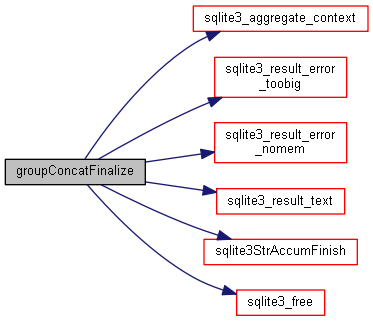 sqlite3_aggregate_context
sqlite3_result_error
_toobig
sqlite3_result_error
_nomem
groupConcatFinalize
sqlite3_result_text
sqlite3StrAccumFinish
sqlite3_free